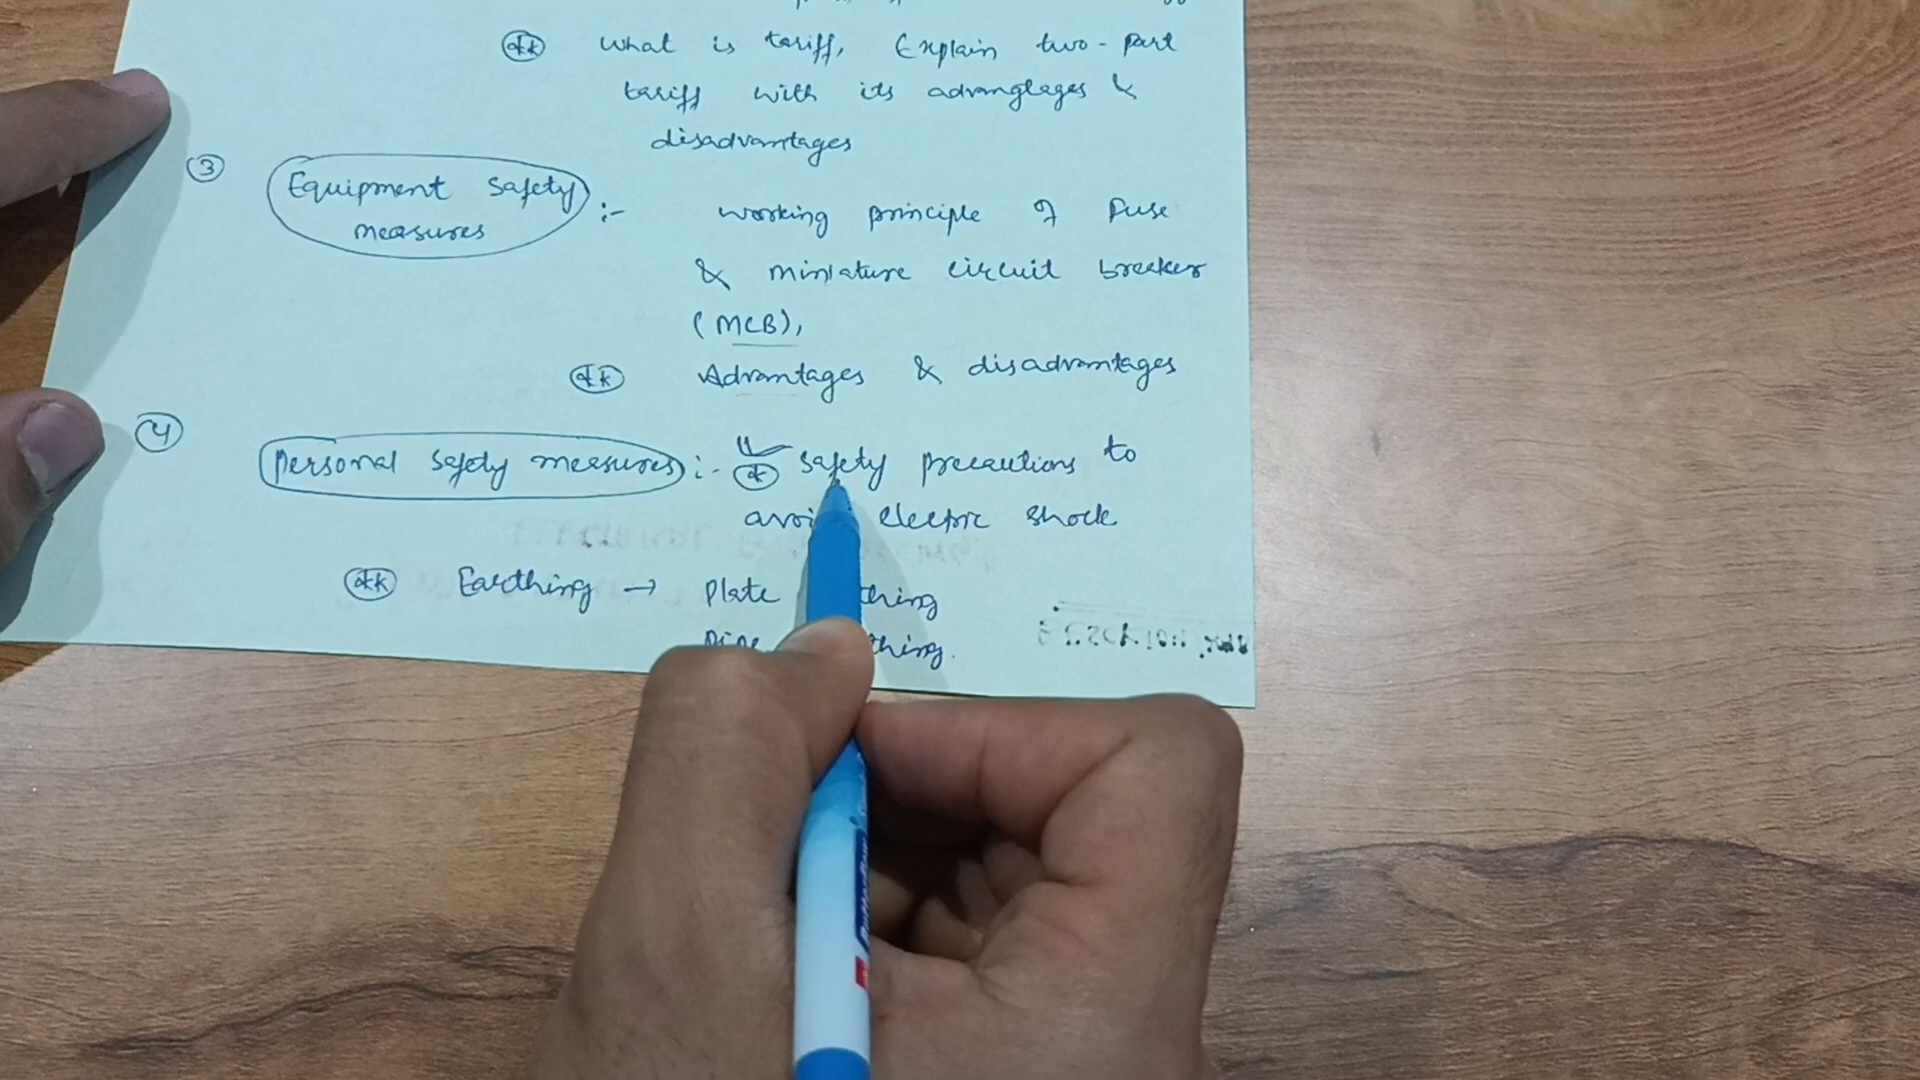 ** What is tariff, Explain two-part
tariff with its advangtages &
disadvantages
3 Equipment Safety
measures :- working principle of Fuse
& miniature circuit breaker
(MCB),
** Advantages & disadvantages
4 Personal Safety measures :- * safety precautions to
electric shock
** Earthing → Plate